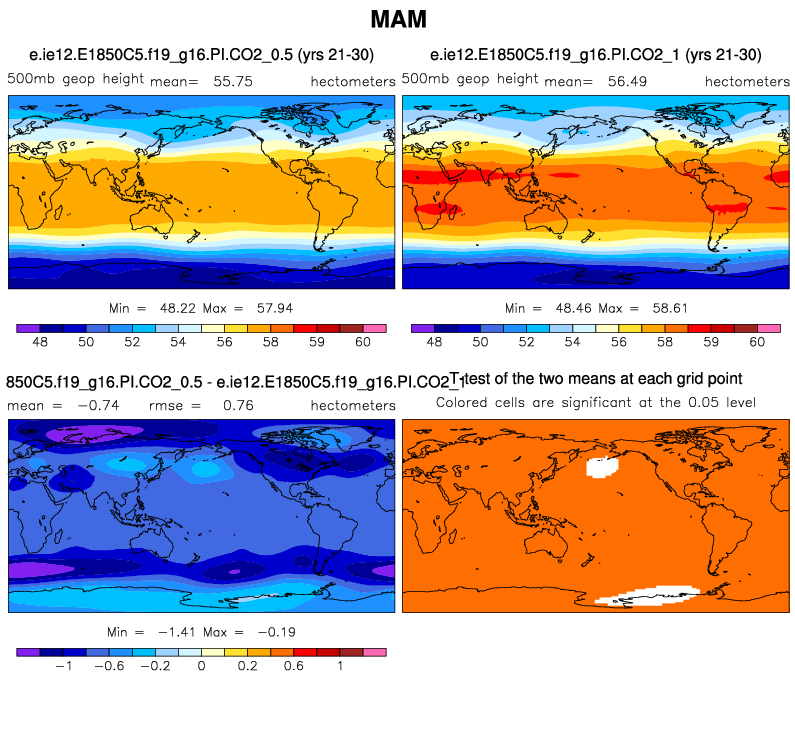 MAM
e.ie12.E1850C5.f19_g16.PI.CO2_0.5 (yrs 21-30)
500mb geop height mean= 55.75 hectometers
Min = 48.22 Max = 57.94
48 50 52 54 55 56 58 59 60
e.ie12.E1850C5.f19_g16.PI.CO2_1 (yrs 21-30)
500mb geop height mean= 56.49 hectometers
Min = 48.46 Max = 58.61
48 50 52 54 55 56 58 59 60
850C5.f19_g16.PI.CO2_0.5 - e.ie12.E1850C5.f19_g16.PI.CO2_1
mean = −0.74 rmse = 0.76 hectometers
Min = −1.41 Max = −0.19
−1 −0.6 −0.2 0 0.2 0.6 1
T-test of the two means at each grid point
Colored cells are significant at the 0.05 level